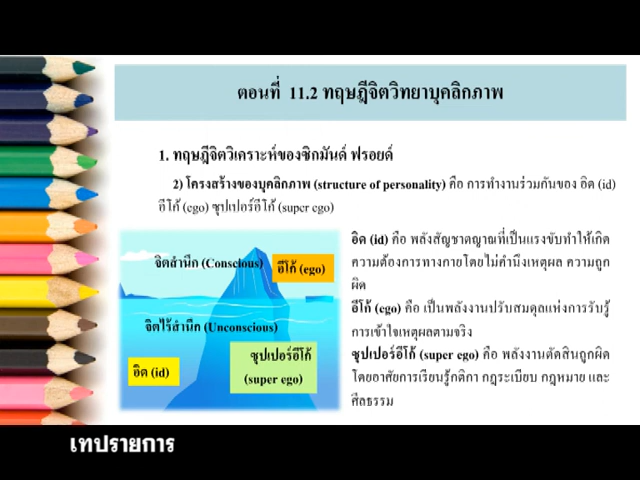 ตอนที่ 11.2 ทฤษฎีจิตวิทยาบุคลิกภาพ
1. ทฤษฎีจิตวิเคราะห์ของซิกมันด์ ฟรอยด์
2) โครงสร้างของบุคลิกภาพ (structure of personality) คือ การทำงานร่วมกันของ อิด (id)
อีโก้ (ego) ซุปเปอร์อีโก้ (super ego)
จิตสำนึก (Conscious)
อีโก้ (ego)
จิตไร้สำนึก (Unconscious)
ซุปเปอร์อีโก้
(super ego)
อิด (id)
อิด (id) คือ พลังสัญชาตญาณที่เป็นแรงขับทำให้เกิด
ความต้องการทางกายโดยไม่คำนึงเหตุผล ความถูก
ผิด
อีโก้ (ego) คือ เป็นพลังงานปรับสมดุลแห่งการรับรู้
การเข้าใจเหตุผลตามจริง
ซุปเปอร์อีโก้ (super ego) คือ พลังงานตัดสินถูกผิด
โดยอาศัยการเรียนรู้กติกา กฎระเบียบ กฎหมาย และ
ศีลธรรม
เทปรายการ